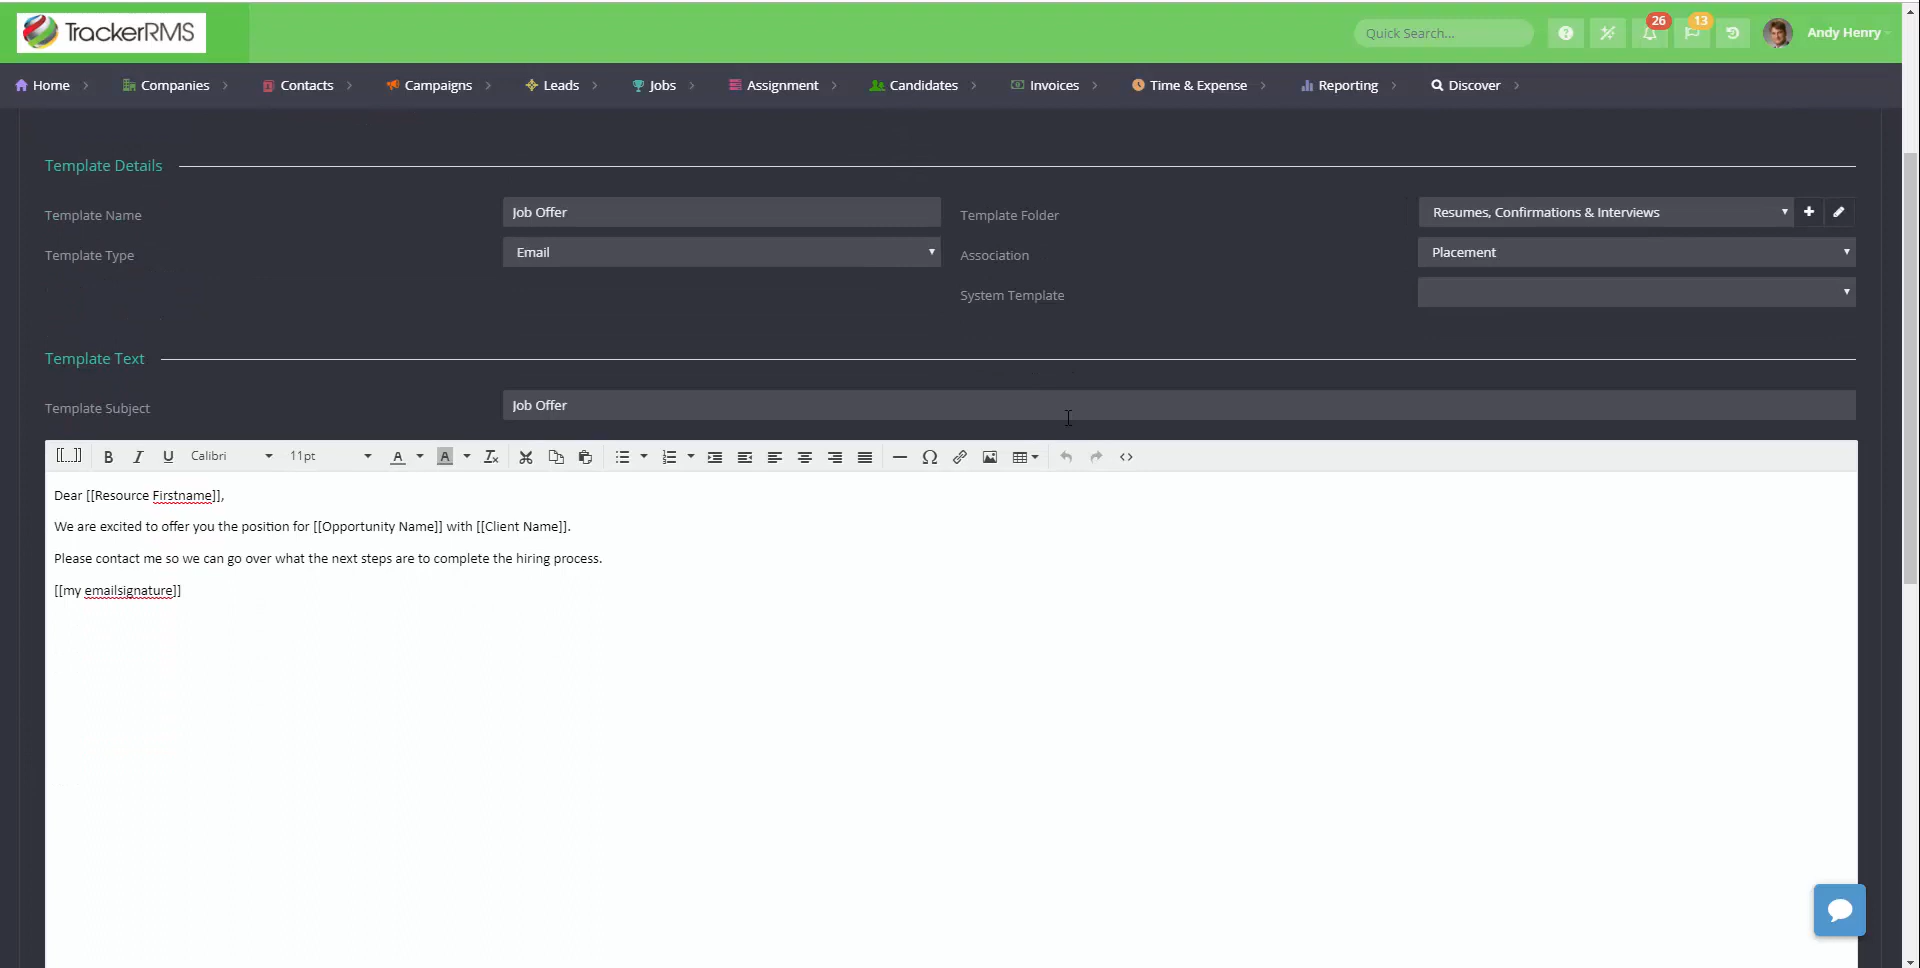 TrackerRMS
Quick Search...
26
13
Andy Henry
Home
Companies
Contacts
Campaigns
Leads
Jobs
Assignment
Candidates
Invoices
Time & Expense
Reporting
Discover
Template Details
Template Name
Job Offer
Template Folder
Resumes, Confirmations & Interviews
Template Type
Email
Association
Placement
System Template
Template Text
Template Subject
Job Offer
[[...]] B I U Calibri 11pt A A
Dear [[Resource Firstname]],
We are excited to offer you the position for [[Opportunity Name]] with [[Client Name]].
Please contact me so we can go over what the next steps are to complete the hiring process.
[[my emailsignature]]